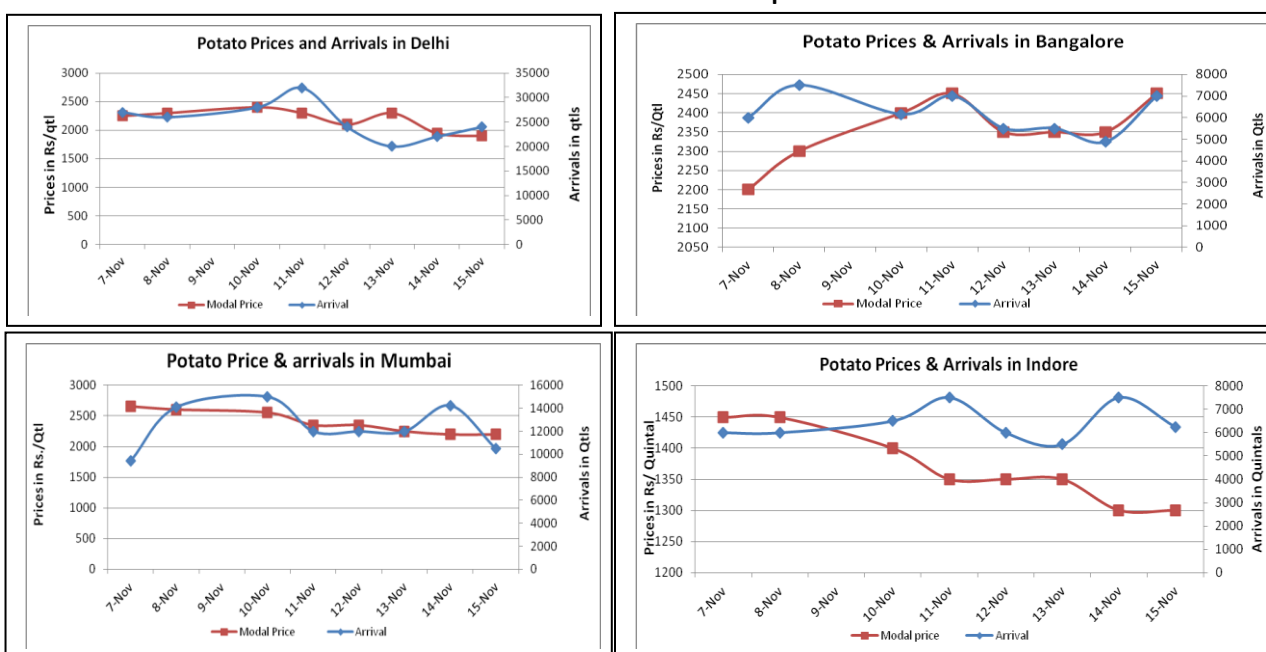 Potato Prices and Arrivals in Delhi
Prices in Rs/qtl
3000
2500
2000
1500
1000
500
0
35000
30000
25000
20000
15000
10000
5000
0
Arrivals in qtls
7-Nov
8-Nov
9-Nov
10-Nov
11-Nov
12-Nov
13-Nov
14-Nov
15-Nov
Modal Price
Arrival
Potato Prices & Arrivals in Bangalore
Prices in Rs/Qtl
2500
2450
2400
2350
2300
2250
2200
2150
2100
2050
8000
7000
6000
5000
4000
3000
2000
1000
0
Arrivals in Qtls
7-Nov
8-Nov
9-Nov
10-Nov
11-Nov
12-Nov
13-Nov
14-Nov
15-Nov
Modal Price
Arrival
Potato Price & arrivals in Mumbai
Prices in Rs./Qtl
3000
2500
2000
1500
1000
500
0
16000
14000
12000
10000
8000
6000
4000
2000
0
Arrivals in Qtls
7-Nov
8-Nov
9-Nov
10-Nov
11-Nov
12-Nov
13-Nov
14-Nov
15-Nov
Modal Price
Arrival
Potato Prices & Arrivals in Indore
Prices in Rs/ Quintal
1500
1450
1400
1350
1300
1250
1200
8000
7000
6000
5000
4000
3000
2000
1000
0
Arrivals in Quintals
7-Nov
8-Nov
9-Nov
10-Nov
11-Nov
12-Nov
13-Nov
14-Nov
15-Nov
Modal price
Arrival